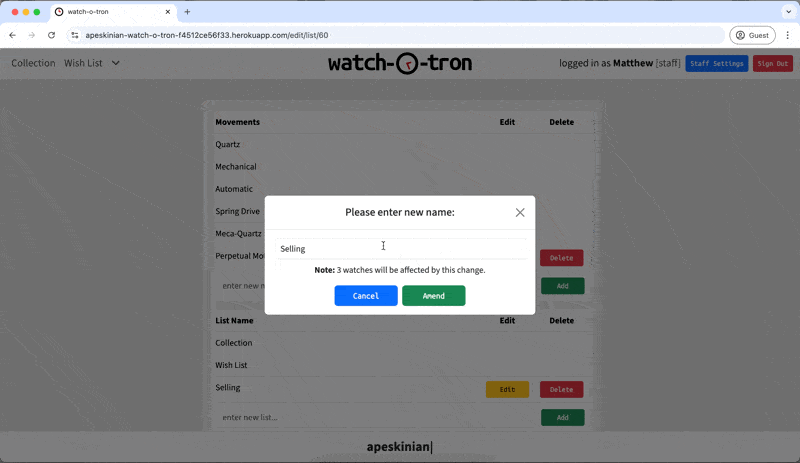 watch-o-tron
apeskinian-watch-o-tron-f4512ce56f33.herokuapp.com/edit/list/60
Guest
Collection Wish List watch-o-tron logged in as Matthew [staff] Staff Settings Sign Out
Movements Edit Delete
Quartz
Mechanical
Automatic
Spring Drive
Please enter new name:
Meca-Quartz
Selling
Perpetual Mo Delete
Note: 3 watches will be affected by this change.
enter new Add
Cancel Amend
List Name Edit Delete
Collection
Wish List
Selling Edit Delete
enter new list... Add
apeskinian|